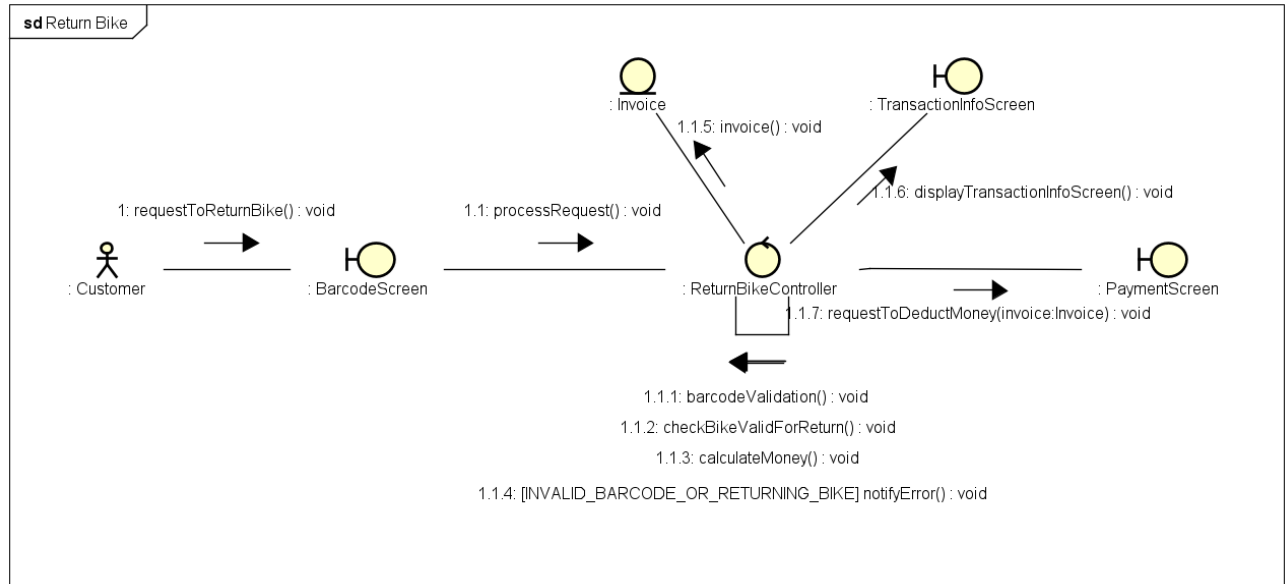 sd Return Bike
: Invoice
: TransactionInfoScreen
1.1.5: invoice() : void
1.1.6: displayTransactionInfoScreen() : void
1: requestToReturnBike() : void
1.1: processRequest() : void
: Customer
: BarcodeScreen
: ReturnBikeController
: PaymentScreen
1.1.7: requestToDeductMoney(invoice:Invoice) : void
1.1.1: barcodeValidation() : void
1.1.2: checkBikeValidForReturn() : void
1.1.3: calculateMoney() : void
1.1.4: [INVALID_BARCODE_OR_RETURNING_BIKE] notifyError() : void